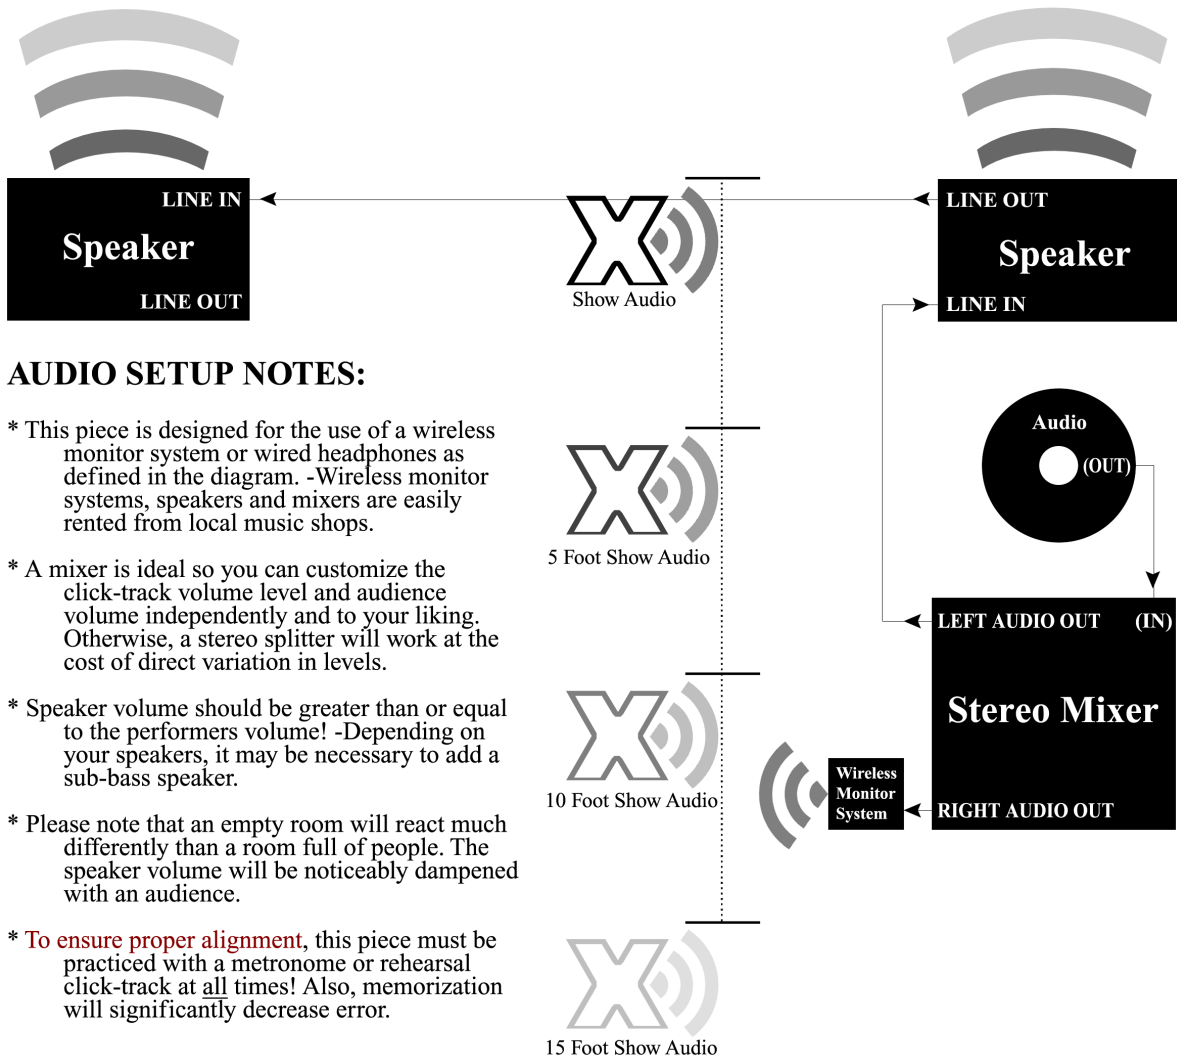 LINE IN
Speaker
LINE OUT
LINE OUT
Speaker
LINE IN
Show Audio
AUDIO SETUP NOTES:
* This piece is designed for the use of a wireless
monitor system or wired headphones as
defined in the diagram. -Wireless monitor
systems, speakers and mixers are easily
rented from local music shops.
* A mixer is ideal so you can customize the
click-track volume level and audience
volume independently and to your liking.
Otherwise, a stereo splitter will work at the
cost of direct variation in levels.
* Speaker volume should be greater than or equal
to the performers volume! -Depending on
your speakers, it may be necessary to add a
sub-bass speaker.
* Please note that an empty room will react much
differently than a room full of people. The
speaker volume will be noticeably dampened
with an audience.
* To ensure proper alignment, this piece must be
practiced with a metronome or rehearsal
click-track at all times! Also, memorization
will significantly decrease error.
X
X
5 Foot Show Audio
X
10 Foot Show Audio
X
15 Foot Show Audio
Audio
(OUT)
LEFT AUDIO OUT (IN)
Stereo Mixer
RIGHT AUDIO OUT
Wireless
Monitor
System